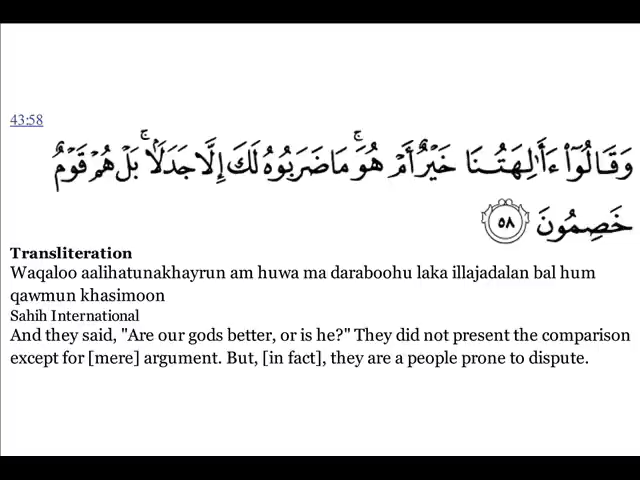 43:58
وَقَالُوٓا۟ ءَأَٰلِهَتُنَا خَيْرٌ أَمْ هُوَ ۚ مَا ضَرَبُوهُ لَكَ إِلَّا جَدَلًۢا ۚ بَلْ هُمْ قَوْمٌ
خَصِمُونَ ٥٨
Transliteration
Waqaloo aalihatunakhayrun am huwa ma daraboohu laka illajadalan bal hum
qawmun khasimoon
Sahih International
And they said, "Are our gods better, or is he?" They did not present the comparison
except for [mere] argument. But, [in fact], they are a people prone to dispute.